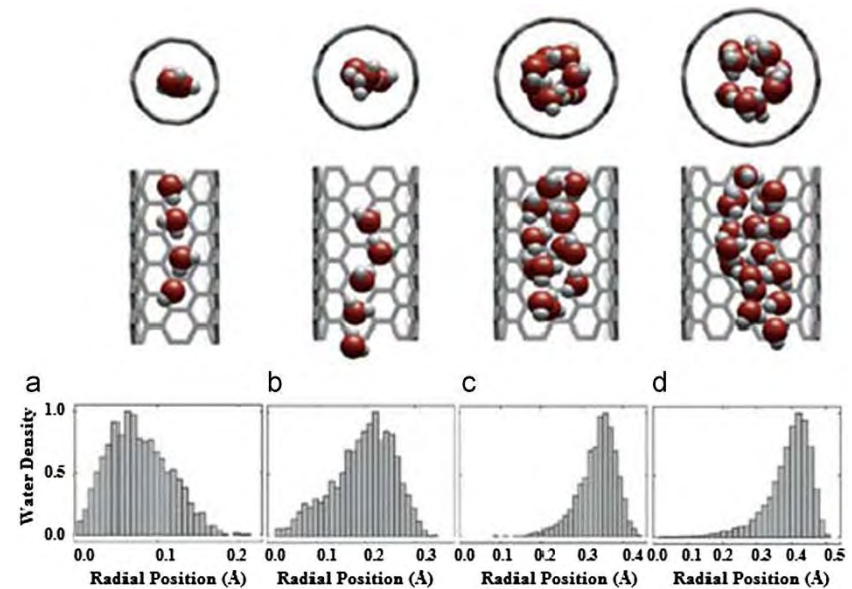 a b c d
Water Density
1.0
0.5
0.0
0.0 0.1 0.2 0.0 0.1 0.2 0.3 0.0 0.1 0.2 0.3 0.4 0.0 0.1 0.2 0.3 0.4 0.5
Radial Position (Å) Radial Position (Å) Radial Position (Å) Radial Position (Å)